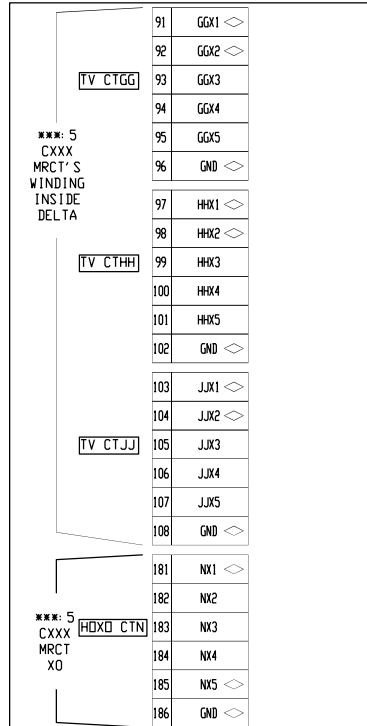 91 GGX1
92 GGX2
TV CTGG 93 GGX3
94 GGX4
95 GGX5
96 GND
***: 5
CXXX
MRCT'S
WINDING
INSIDE
DELTA
97 HHX1
98 HHX2
TV CTHH 99 HHX3
100 HHX4
101 HHX5
102 GND
103 JJX1
104 JJX2
TV CTJJ 105 JJX3
106 JJX4
107 JJX5
108 GND
181 NX1
182 NX2
H0X0 CTN 183 NX3
184 NX4
185 NX5
186 GND
***: 5
CXXX
MRCT
X0